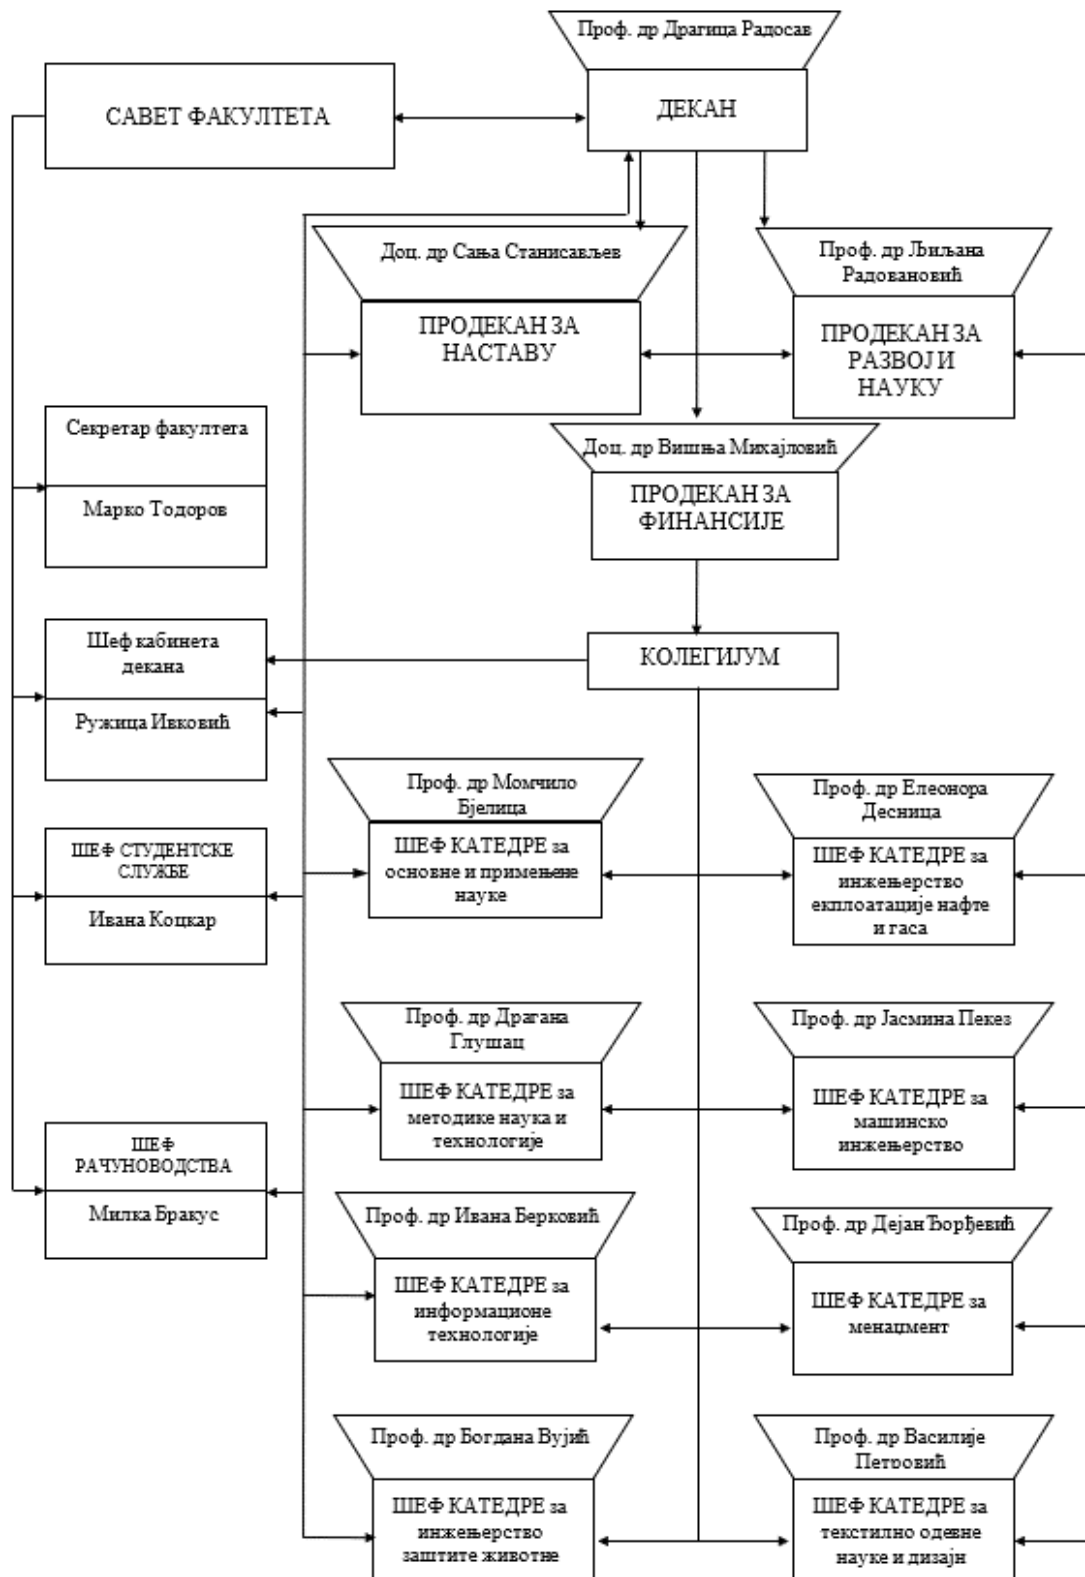 Проф. др Драгица Радосав
САВЕТ ФАКУЛТЕТА
ДЕКАН
Доц. др Сања Станисављев
ПРОДЕКАН ЗА
НАСТАВУ
Проф. др Љиљана
Радовановић
ПРОДЕКАН ЗА
РАЗВОЈ И
НАУКУ
Секретар факултета
Марко Тодоров
Доц. др Вишња Михајловић
ПРОДЕКАН ЗА
ФИНАНСИЈЕ
Шеф кабинета
декана
Ружица Ивковић
КОЛЕГИЈУМ
Проф. др Момчило
Бјелица
ШЕФ КАТЕДРЕ за
основне и примењене
науке
Проф. др Елеонора
Десница
ШЕФ КАТЕДРЕ за
инжењерство
експлоатације нафте
и гаса
ШЕФ СТУДЕНТСКЕ
СЛУЖБЕ
Ивана Коцкар
Проф. др Драгана
Глушац
ШЕФ КАТЕДРЕ за
методике наука и
технологије
Проф. др Јасмина Пекез
ШЕФ КАТЕДРЕ за
машинско
инжењерство
ШЕФ
РАЧУНОВОДСТВА
Милка Бракус
Проф. др Ивана Берковић
ШЕФ КАТЕДРЕ за
информационе
технологије
Проф. др Дејан Ђорђевић
ШЕФ КАТЕДРЕ за
менаџмент
Проф. др Богдана Вујић
ШЕФ КАТЕДРЕ за
инжењерство
заштите животне
Проф. др Василије
Петровић
ШЕФ КАТЕДРЕ за
текстилно одевне
науке и дизајн